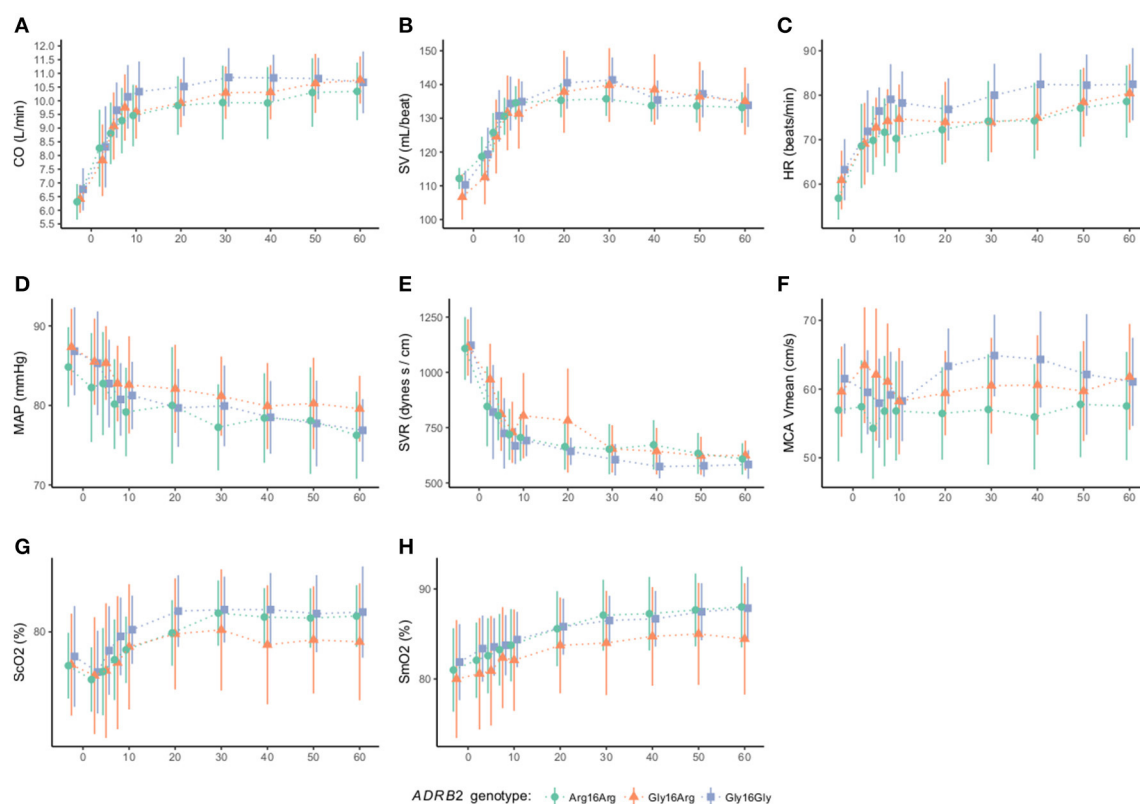 A
CO (L/min)
12.0
11.5
11.0
10.5
10.0
9.5
9.0
8.5
8.0
7.5
7.0
6.5
6.0
5.5
0 10 20 30 40 50 60
B
SV (mL/beat)
150
140
130
120
110
100
0 10 20 30 40 50 60
C
HR (beats/min)
90
80
70
60
0 10 20 30 40 50 60
D
MAP (mmHg)
90
80
70
0 10 20 30 40 50 60
E
SVR (dynes s / cm)
1250
1000
750
500
0 10 20 30 40 50 60
F
MCA Vmean (cm/s)
70
60
50
0 10 20 30 40 50 60
G
ScO2 (%)
80
0 10 20 30 40 50 60
H
SmO2 (%)
90
80
0 10 20 30 40 50 60
ADRB2 genotype: Arg16Arg Gly16Arg Gly16Gly